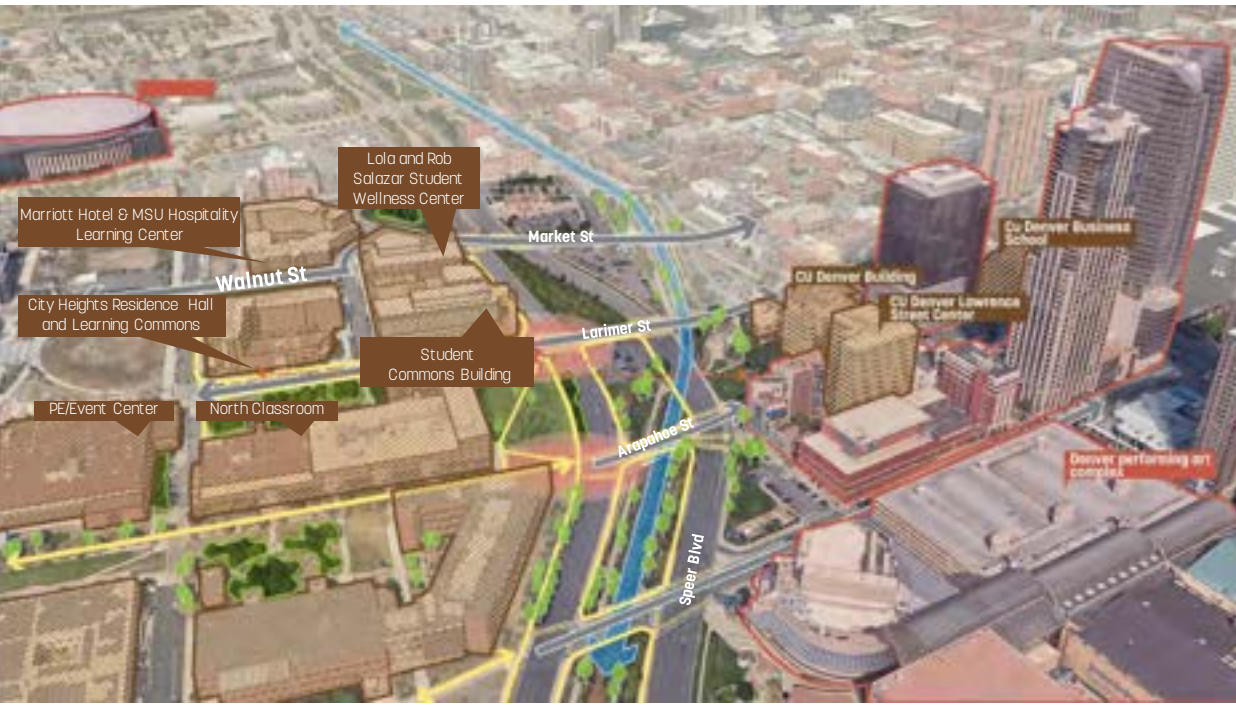 Lola and Rob
Salazar Student
Wellness Center
Marriott Hotel & MSU Hospitality
Learning Center
Market St
Cu Denver Business
School
Walnut St
CU Denver Building
City Heights Residence Hall
and Learning Commons
CU Denver Lawrence
Street Center
Larimer St
Student
Commons Building
PE/Event Center
North Classroom
Arapahoe St
Denver performing art
complex
Speer Blvd